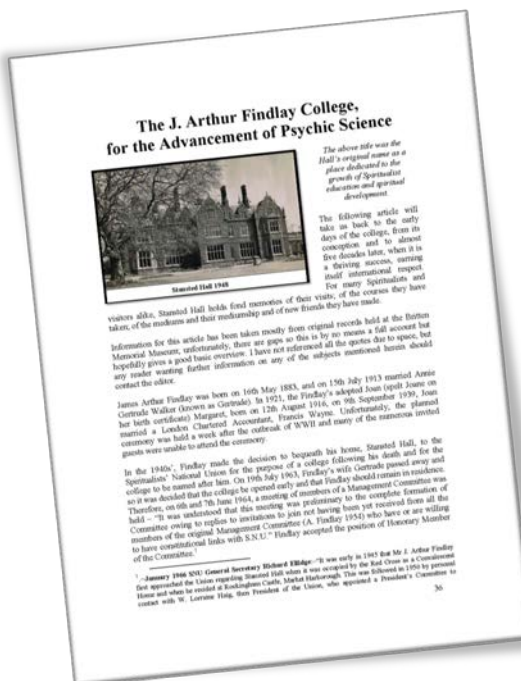 The J. Arthur Findlay College,
for the Advancement of Psychic Science
The above title was the
Hall's original name as a
place dedicated to the
growth of Spiritualist
education and spiritual
development.
The following article will
take us back to the early
days of the college, from its
conception and to almost
five decades later, when it is
a thriving success, earning
itself international respect.
For many Spiritualists and
Stansted Hall 1948
visitors alike, Stansted Hall holds fond memories of their visits; of the courses they have
taken; of the mediums and their mediumship and of new friends they have made.
Information for this article has been taken mostly from original records held at the Britten
Memorial Museum, unfortunately, there are gaps so this is by no means a full account but
hopefully gives a good basic overview. I have not referenced all the quotes due to space, but
any reader wanting further information on any of the subjects mentioned herein should
contact the editor.
James Arthur Findlay was born on 16th May 1883, and on 15th July 1913 married Annie
Gertrude Walker (known as Gertrude). In 1921, the Findlay's adopted Joan (spelt Joane on
her birth certificate) Margaret, born on 12th August 1916, on 9th September 1939, Joan
married a London Chartered Accountant, Francis Wayne. Unfortunately, the planned
ceremony was held a week after the outbreak of WWII and many of the numerous invited
guests were unable to attend the ceremony.
In the 1940s', Findlay made the decision to bequeath his house, Stansted Hall, to the
Spiritualists' National Union for the purpose of a college following his death and for the
college to be named after him. On 19th July 1963, Findlay's wife Gertrude passed away and
so it was decided that the college be opened early and that Findlay should remain in residence.
Therefore, on 6th and 7th June 1964, a meeting of members of a Management Committee was
held – "It was understood that this meeting was preliminary to the complete formation of
Committee owing to replies to invitations to join not having been yet received from all the
members of the original Management Committee (A. Findlay 1954) who have or are willing
to have constitutional links with S.N.U." Findlay accepted the position of Honorary Member
of the Committee.¹
¹ –January 1966 SNU General Secretary Richard Ellidge:–"It was early in 1945 that Mr J. Arthur Findlay
first approached the Union regarding Stansted Hall when it was occupied by the Red Cross as a Convalescent
Home and when he resided at Rockingham Castle, Market Harborough. This was followed in 1950 by personal
contact with W. Lorraine Haig, then President of the Union, who appointed a President's Committee to
36